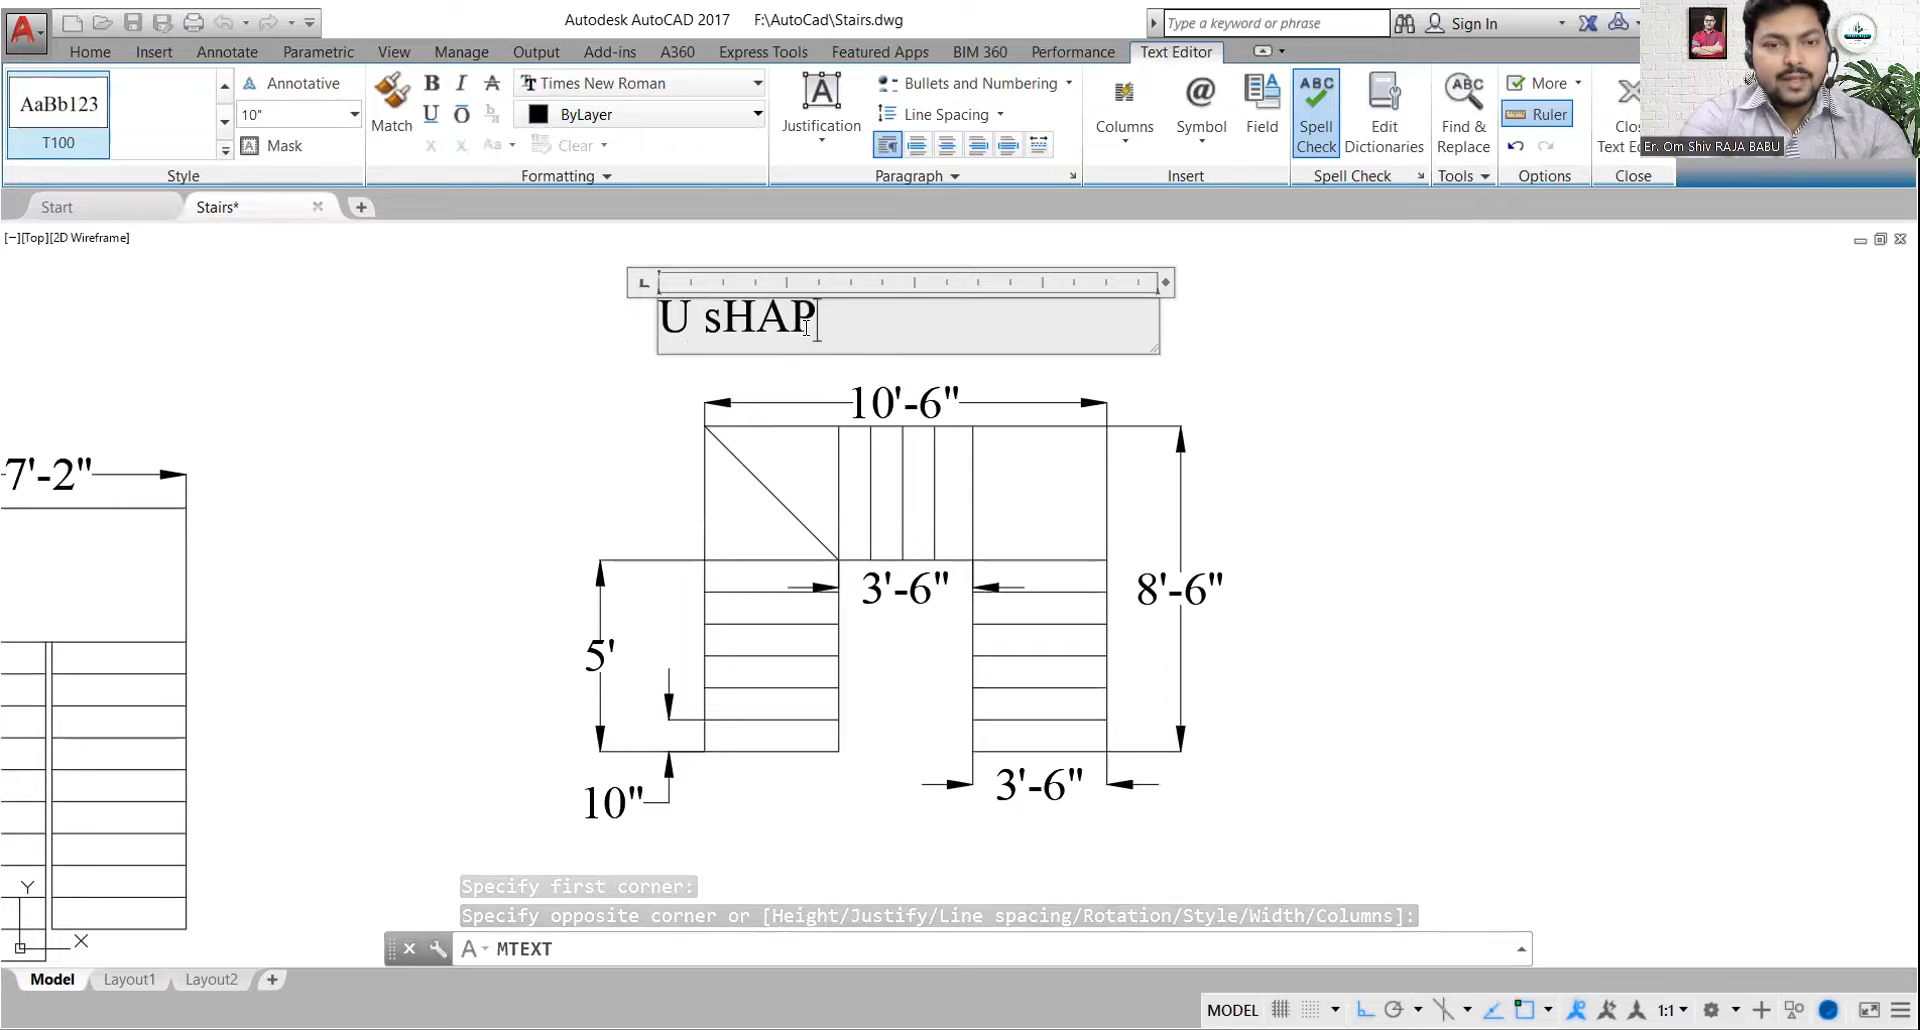 Autodesk AutoCAD 2017 F:\AutoCad\Stairs.dwg
Type a keyword or phrase
Sign In
Home Insert Annotate Parametric View Manage Output Add-ins A360 Express Tools Featured Apps BIM 360 Performance Text Editor
AaBb123
T100
Annotative
10"
Mask
Style
Match
B I A
U O
Aa
Times New Roman
ByLayer
Clear
Formatting
Justification
Bullets and Numbering
Line Spacing
Paragraph
Columns
Symbol
Field
Insert
ABC
Spell
Check
Edit
Dictionaries
Spell Check
ABC
Find &
Replace
Tools
More
Ruler
Options
Close
Er. Om Shiv RAJA BABU
Start
Stairs*
[−][Top][2D Wireframe]
U sHAP
10'-6"
7'-2"
3'-6"
8'-6"
5'
10"
3'-6"
Y
X
Specify first corner:
Specify opposite corner or [Height/Justify/Line spacing/Rotation/Style/Width/Columns]:
MTEXT
Model Layout1 Layout2
MODEL
1:1